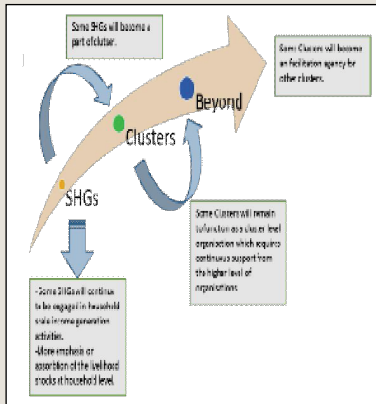 Some SHGs will become a
part of cluster.
Some Clusters will become
an facilitation agency for
other clusters.
Beyond
Clusters
SHGs
Some Clusters will remain
to function as a cluster level
organisation which requires
continuous support from
the higher level of
organisations
-Some SHGs will continue
to be engaged in household
scale income generation
activities.
-More emphasis on
absorption of the livelihood
shocks at household level.